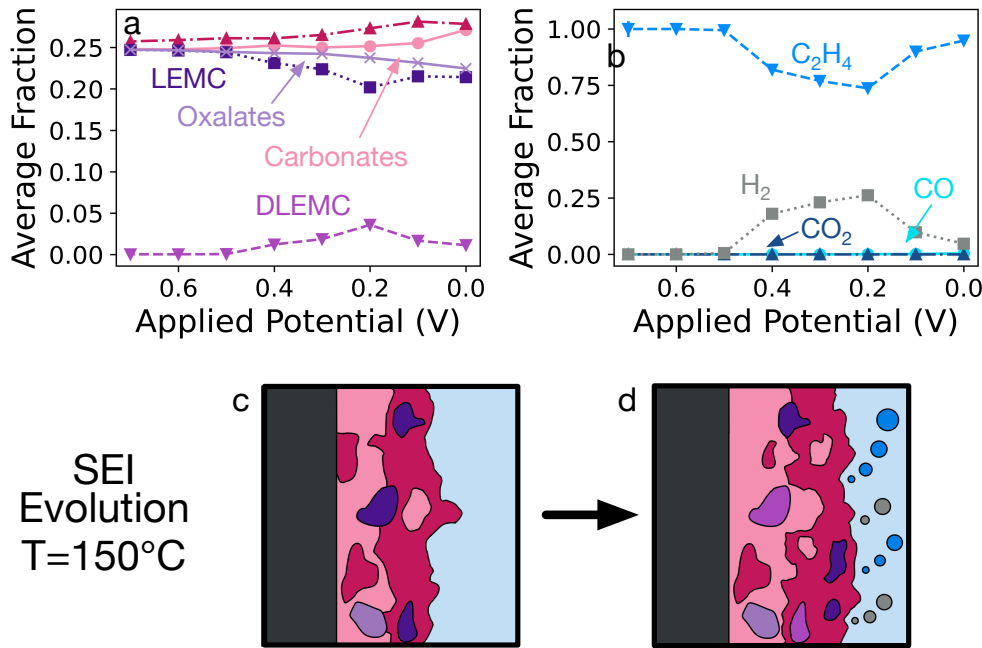 a
Average Fraction
0.25
0.20
0.15
0.10
0.05
0.00
LEMC
Oxalates
Carbonates
DLEMC
0.6
0.4
0.2
0.0
Applied Potential (V)
b
Average Fraction
1.00
0.75
0.50
0.25
0.00
C₂H₄
H₂
CO
CO₂
0.6
0.4
0.2
0.0
Applied Potential (V)
c
d
SEI
Evolution
T=150°C